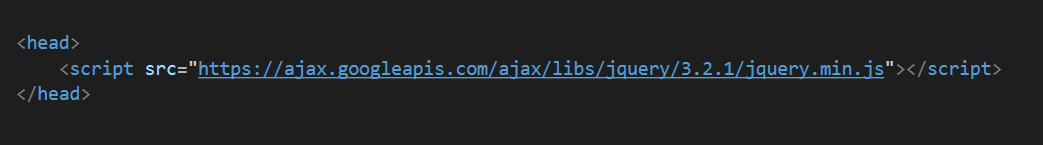 <head>
    <script src="https://ajax.googleapis.com/ajax/libs/jquery/3.2.1/jquery.min.js"></script>
</head>